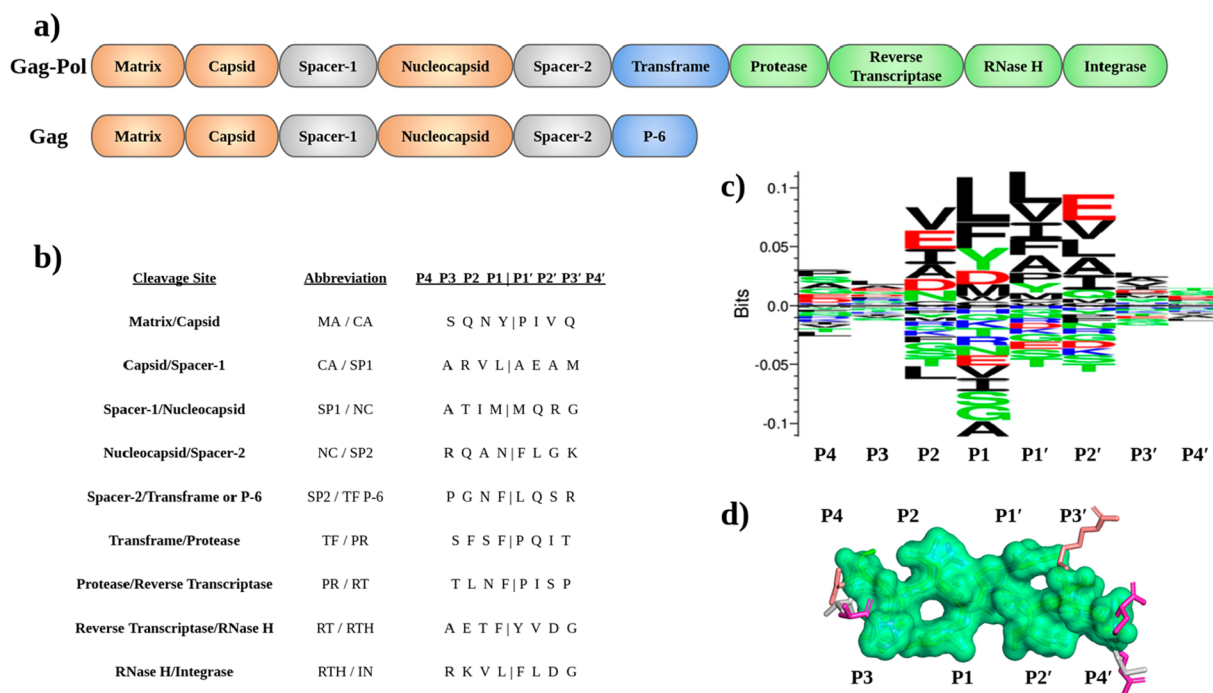 a)
Gag-Pol Matrix Capsid Spacer-1 Nucleocapsid Spacer-2 Transframe Protease Reverse Transcriptase RNase H Integrase
Gag Matrix Capsid Spacer-1 Nucleocapsid Spacer-2 P-6
b)
Cleavage Site Abbreviation P4 P3 P2 P1 | P1′ P2′ P3′ P4′
Matrix/Capsid MA / CA S Q N Y | P I V Q
Capsid/Spacer-1 CA / SP1 A R V L | A E A M
Spacer-1/Nucleocapsid SP1 / NC A T I M | M Q R G
Nucleocapsid/Spacer-2 NC / SP2 R Q A N | F L G K
Spacer-2/Transframe or P-6 SP2 / TF P-6 P G N F | L Q S R
Transframe/Protease TF / PR S F S F | P Q I T
Protease/Reverse Transcriptase PR / RT T L N F | P I S P
Reverse Transcriptase/RNase H RT / RTH A E T F | Y V D G
RNase H/Integrase RTH / IN R K V L | F L D G
c)
Bits
0.1
0.05
0.0
-0.05
-0.1
P4 P3 P2 P1 P1′ P2′ P3′ P4′
d)
P4 P2 P1′ P3′
P3 P1 P2′ P4′